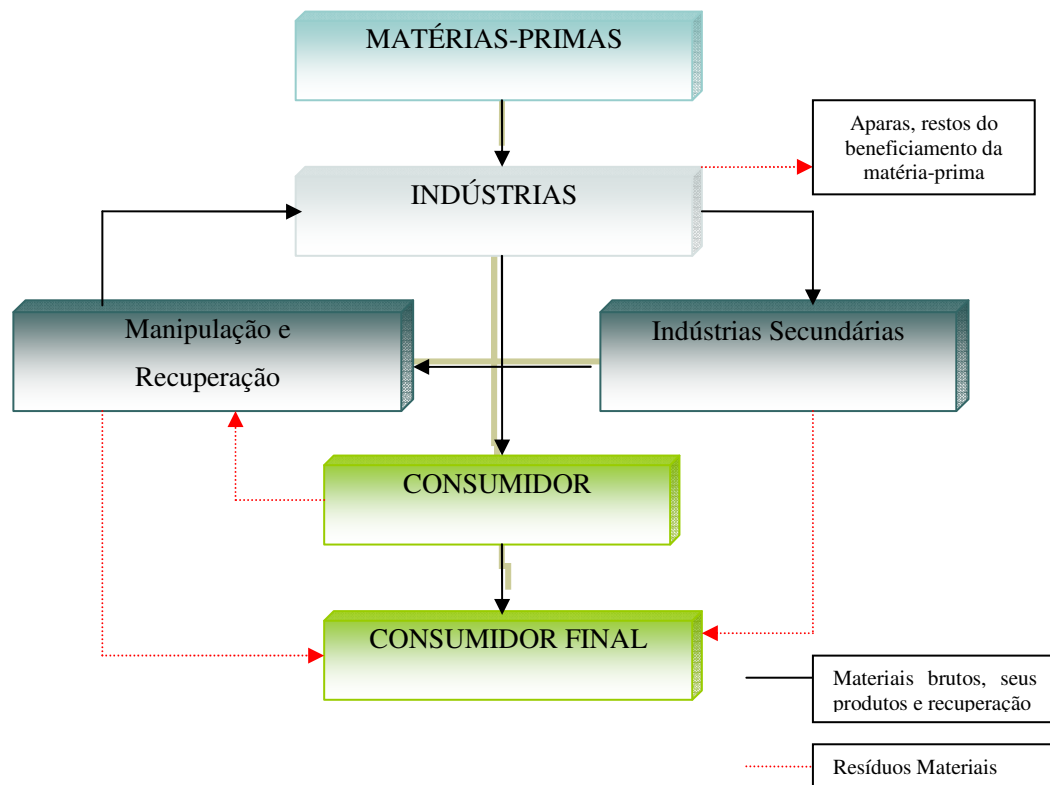 MATÉRIAS-PRIMAS
Aparas, restos do
beneficiamento da
matéria-prima
INDÚSTRIAS
Manipulação e
Recuperação
Indústrias Secundárias
CONSUMIDOR
CONSUMIDOR FINAL
Materiais brutos, seus
produtos e recuperação
Resíduos Materiais